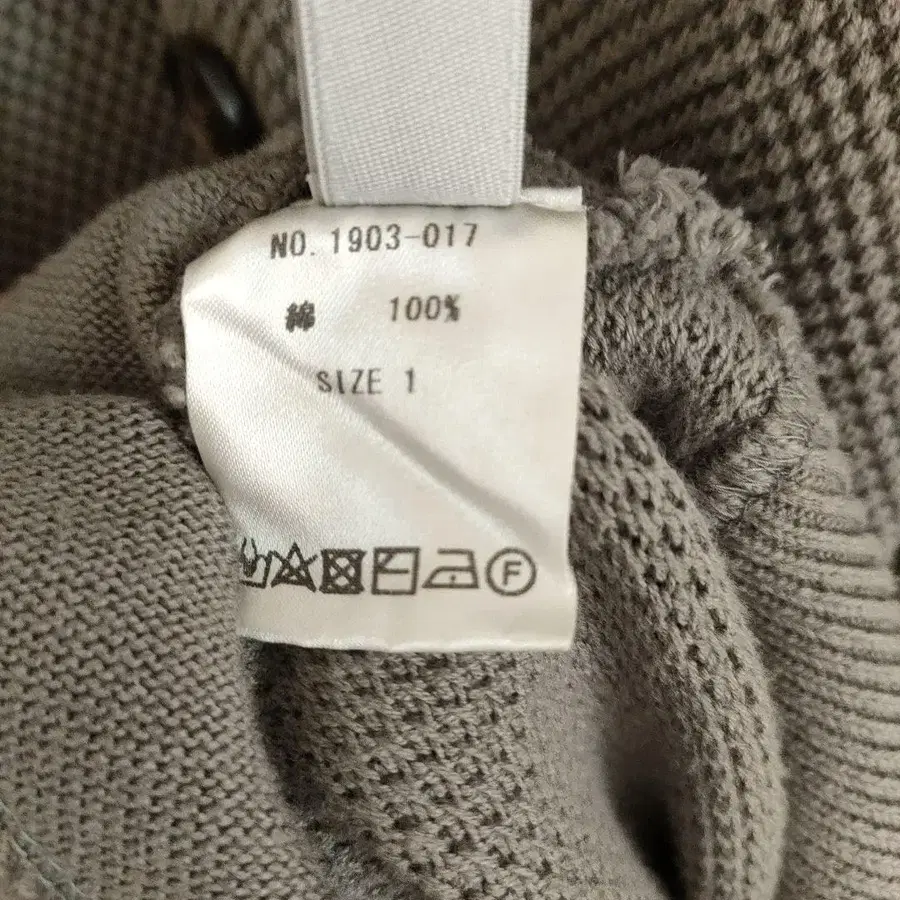 NO. 1903-017
綿 100%
SIZE 1
F